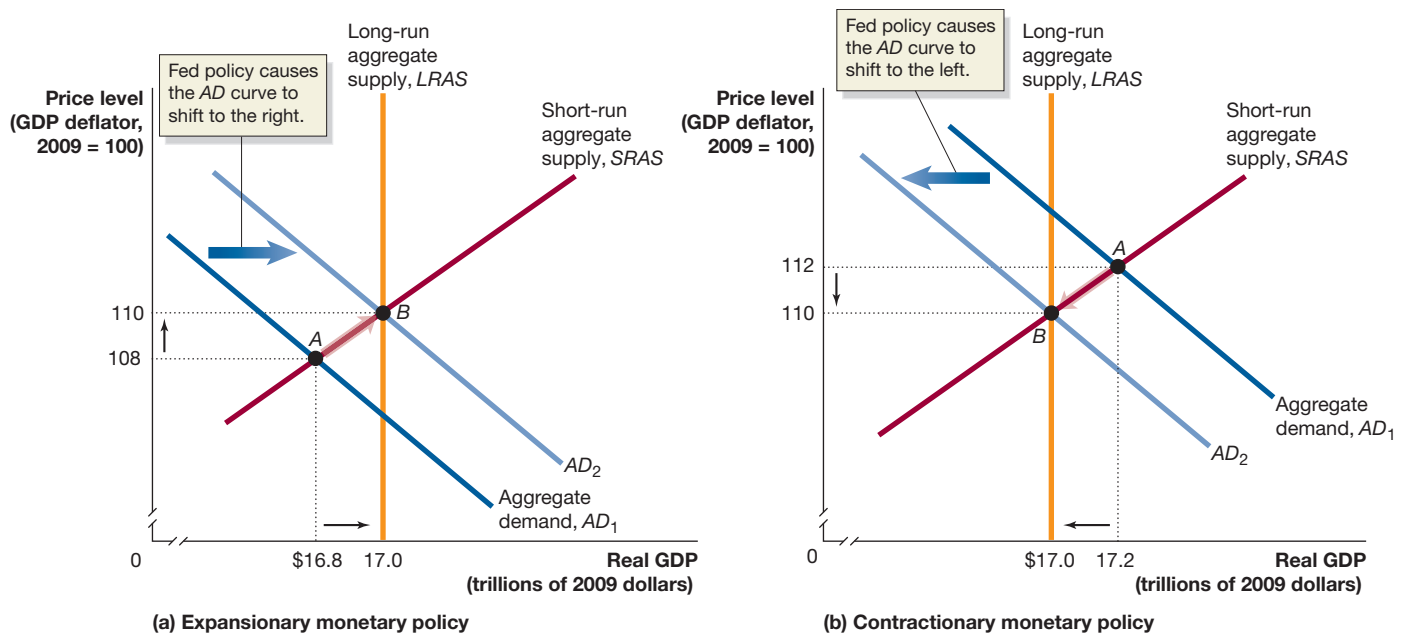 Fed policy causes
the AD curve to
shift to the right.
Long-run
aggregate
supply, LRAS
Price level
(GDP deflator,
2009 = 100)
Short-run
aggregate
supply, SRAS
110
108
A
B
AD2
Aggregate
demand, AD1
0
$16.8
17.0
Real GDP
(trillions of 2009 dollars)
(a) Expansionary monetary policy
Fed policy causes
the AD curve to
shift to the left.
Long-run
aggregate
supply, LRAS
Price level
(GDP deflator,
2009 = 100)
Short-run
aggregate
supply, SRAS
112
110
A
B
Aggregate
demand, AD1
AD2
0
$17.0
17.2
Real GDP
(trillions of 2009 dollars)
(b) Contractionary monetary policy